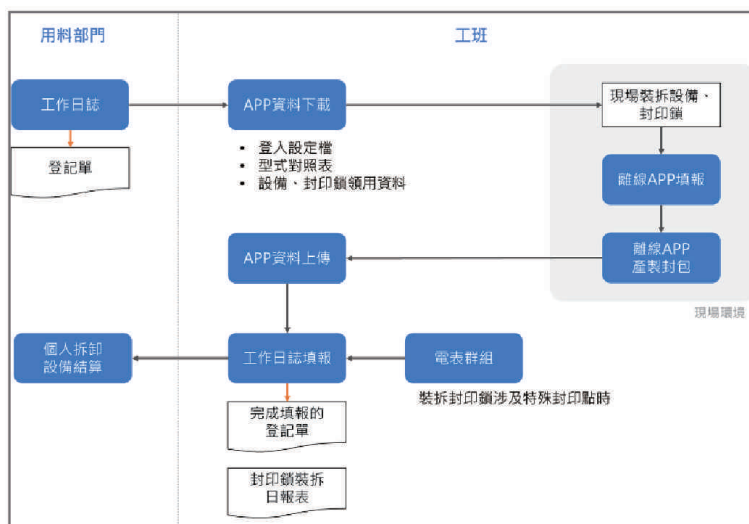 用料部門
工班
工作日誌
APP資料下載
現場裝拆設備、
封印鎖
登記單
▪ 登入設定檔
▪ 型式對照表
▪ 設備、封印鎖領用資料
離線APP填報
APP資料上傳
離線APP
產製封包
現場環境
個人拆卸
設備結算
工作日誌填報
電表群組
裝拆封印鎖涉及特殊封印點時
完成填報的
登記單
封印鎖裝拆
日報表